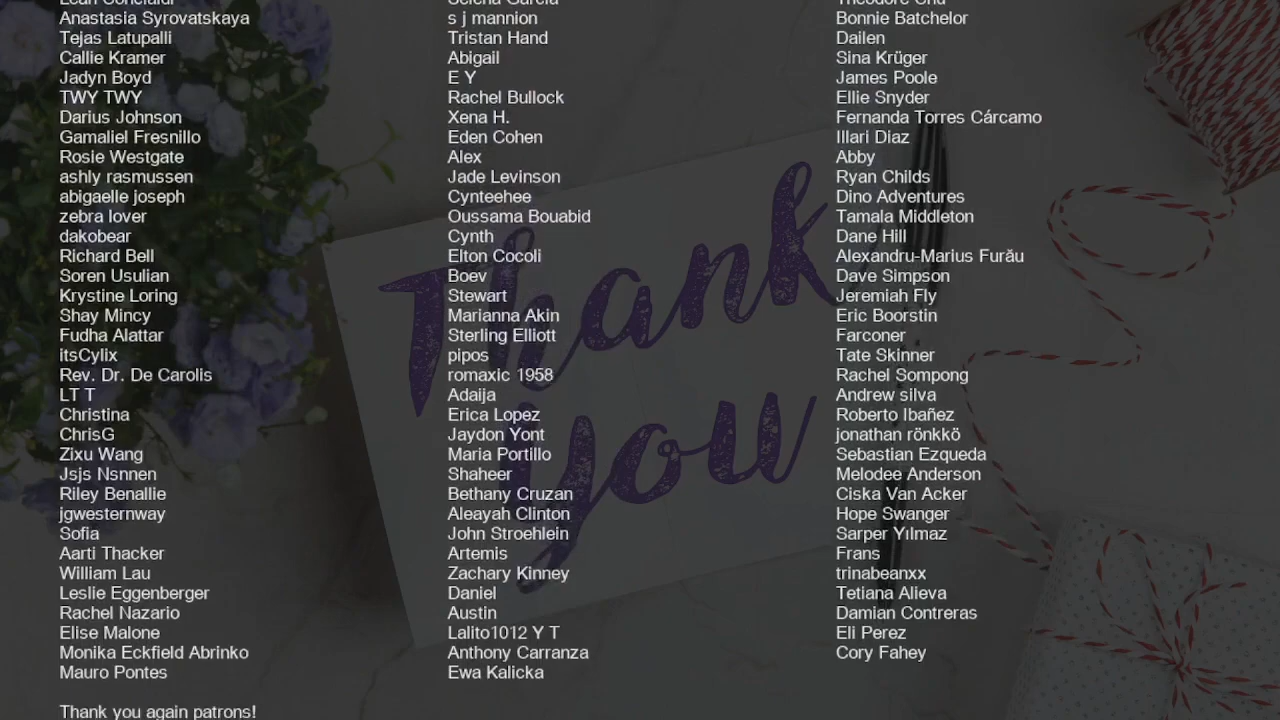 Anastasia Syrovatskaya
Tejas Latupalli
Callie Kramer
Jadyn Boyd
TWY TWY
Darius Johnson
Gamaliel Fresnillo
Rosie Westgate
ashly rasmussen
abigaelle joseph
zebra lover
dakobear
Richard Bell
Soren Usulian
Krystine Loring
Shay Mincy
Fudha Alattar
itsCylix
Rev. Dr. De Carolis
LT T
Christina
ChrisG
Zixu Wang
Jsjs Nsnnen
Riley Benallie
jgwesternway
Sofia
Aarti Thacker
William Lau
Leslie Eggenberger
Rachel Nazario
Elise Malone
Monika Eckfield Abrinko
Mauro Pontes
Thank you again patrons!
Selena Garcia
s j mannion
Tristan Hand
Abigail
E Y
Rachel Bullock
Xena H.
Eden Cohen
Alex
Jade Levinson
Cynteehee
Oussama Bouabid
Cynth
Elton Cocoli
Boev
Stewart
Marianna Akin
Sterling Elliott
pipos
romaxic 1958
Adaija
Erica Lopez
Jaydon Yont
Maria Portillo
Shaheer
Bethany Cruzan
Aleayah Clinton
John Stroehlein
Artemis
Zachary Kinney
Daniel
Austin
Lalito1012 Y T
Anthony Carranza
Ewa Kalicka
Theodore Chu
Bonnie Batchelor
Dailen
Sina Krüger
James Poole
Ellie Snyder
Fernanda Torres Cárcamo
Illari Diaz
Abby
Ryan Childs
Dino Adventures
Tamala Middleton
Dane Hill
Alexandru-Marius Furău
Dave Simpson
Jeremiah Fly
Eric Boorstin
Farconer
Tate Skinner
Rachel Sompong
Andrew silva
Roberto Ibañez
jonathan rönkkö
Sebastian Ezqueda
Melodee Anderson
Ciska Van Acker
Hope Swanger
Sarper Yılmaz
Frans
trinabeanxx
Tetiana Alieva
Damian Contreras
Eli Perez
Cory Fahey
Thank
you